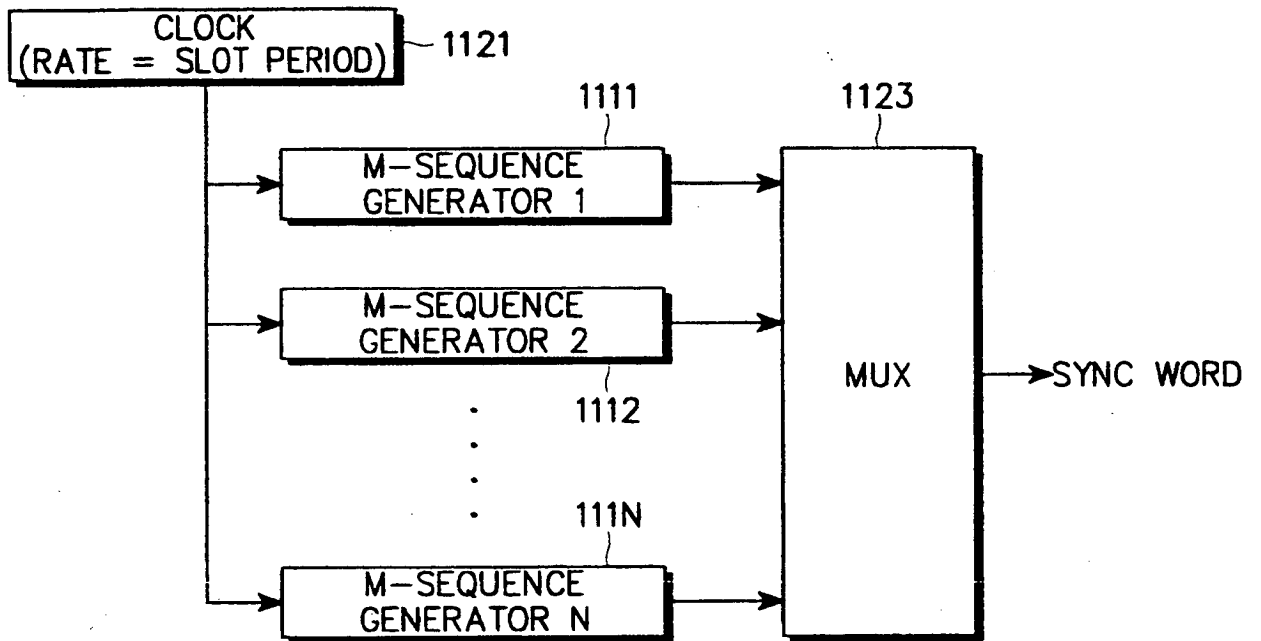 CLOCK
(RATE = SLOT PERIOD)
1121
1111
1123
M-SEQUENCE
GENERATOR 1
M-SEQUENCE
GENERATOR 2
1112
MUX
SYNC WORD
111N
M-SEQUENCE
GENERATOR N